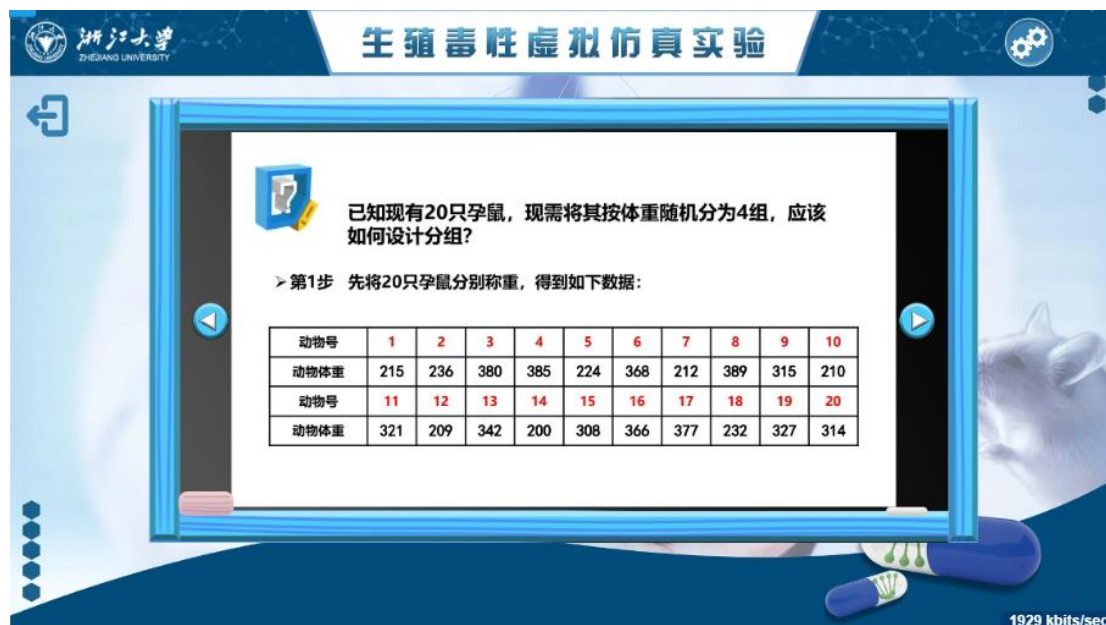 浙江大学
ZHEJIANG UNIVERSITY
生殖毒性虚拟仿真实验
?
已知现有20只孕鼠，现需将其按体重随机分为4组，应该
如何设计分组？
➢第1步 先将20只孕鼠分别称重，得到如下数据：
动物号 1 2 3 4 5 6 7 8 9 10
动物体重 215 236 380 385 224 368 212 389 315 210
动物号 11 12 13 14 15 16 17 18 19 20
动物体重 321 209 342 200 308 366 377 232 327 314
1929 kbits/sec